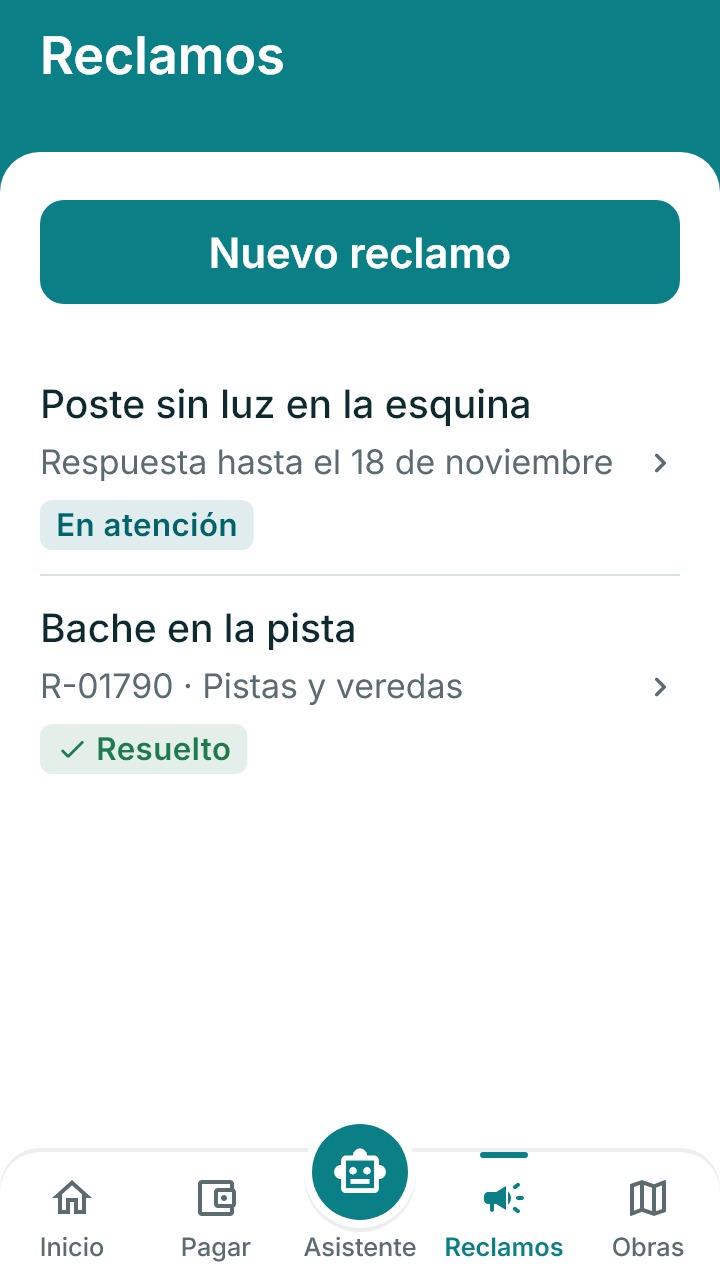 Reclamos
Nuevo reclamo
Poste sin luz en la esquina
Respuesta hasta el 18 de noviembre
En atención
Bache en la pista
R-01790 · Pistas y veredas
Resuelto
Inicio
Pagar
Asistente
Reclamos
Obras